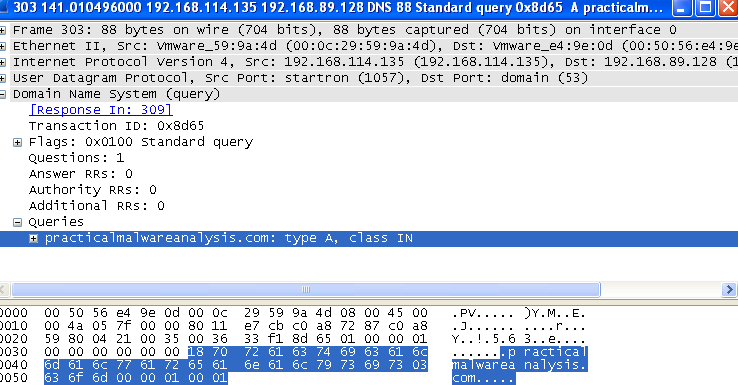 303 141.010496000 192.168.114.135 192.168.89.128 DNS 88 Standard query 0x8d65  A practicalm...
Frame 303: 88 bytes on wire (704 bits), 88 bytes captured (704 bits) on interface 0
Ethernet II, Src: Vmware_59:9a:4d (00:0c:29:59:9a:4d), Dst: Vmware_e4:9e:0d (00:50:56:e4:9e
Internet Protocol Version 4, Src: 192.168.114.135 (192.168.114.135), Dst: 192.168.89.128 (1
User Datagram Protocol, Src Port: startron (1057), Dst Port: domain (53)
Domain Name System (query)
[Response In: 309]
Transaction ID: 0x8d65
Flags: 0x0100 Standard query
Questions: 1
Answer RRs: 0
Authority RRs: 0
Additional RRs: 0
Queries
practicalmalwareanalysis.com: type A, class IN
0000 00 50 56 e4 9e 0d 00 0c 29 59 9a 4d 08 00 45 00 .PV..... )Y.M..E.
0010 00 4a 05 7f 00 00 80 11 e7 cb c0 a8 72 87 c0 a8 .J...... ....r...
0020 59 80 04 21 00 35 00 36 33 f1 8d 65 01 00 00 01 Y..!.5.6 3..e....
0030 00 00 00 00 00 00 18 70 72 61 63 74 69 63 61 6c .......p ractical
0040 6d 61 6c 77 61 72 65 61 6e 61 6c 79 73 69 73 03 malwarea nalysis.
0050 63 6f 6d 00 00 01 00 01 com.....